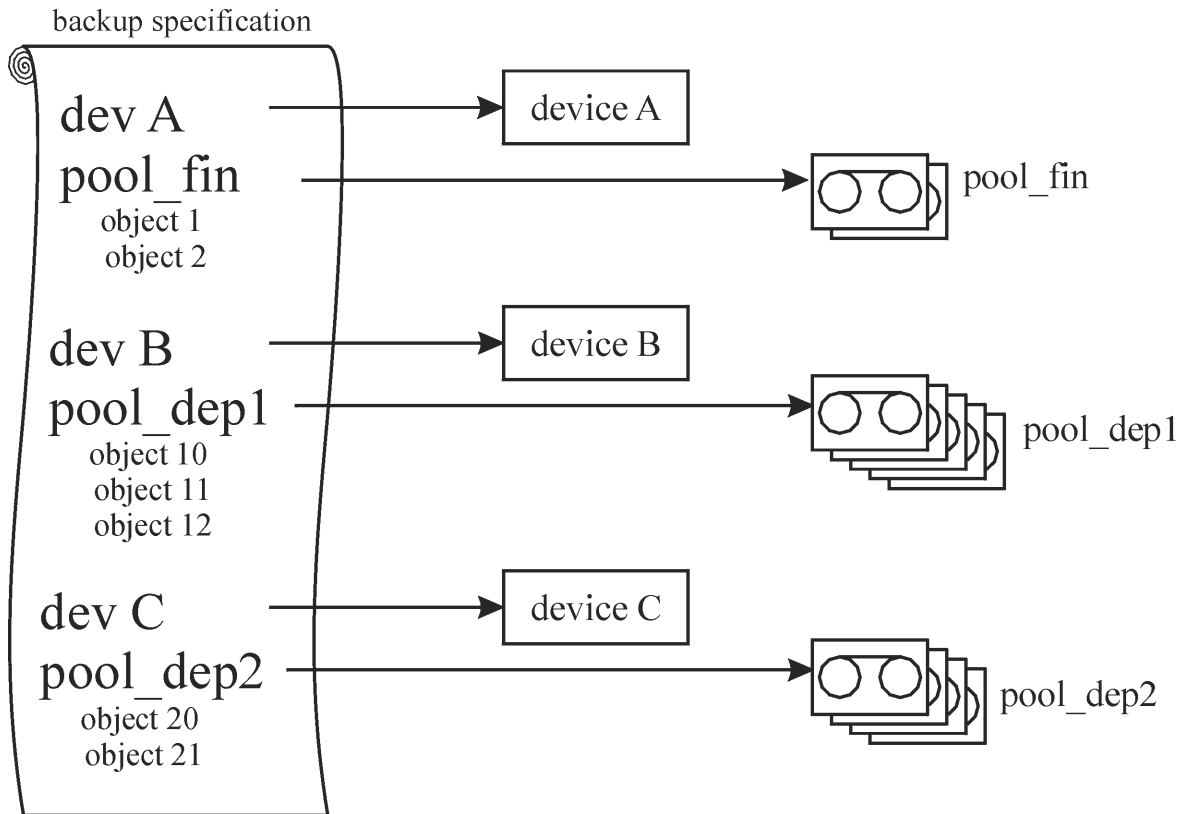 backup specification
dev A
device A
pool_fin
pool_fin
object 1
object 2
dev B
device B
pool_dep1
pool_dep1
object 10
object 11
object 12
dev C
device C
pool_dep2
pool_dep2
object 20
object 21